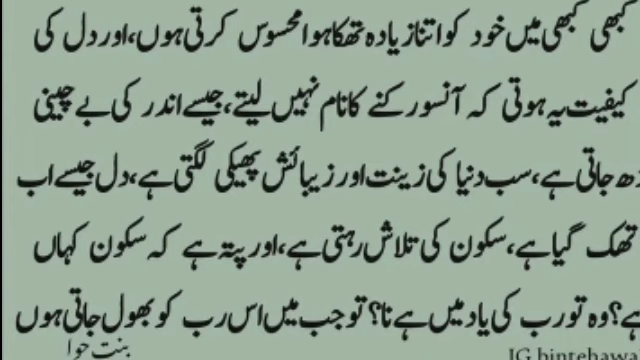 کبھی کبھی میں خود کو اتنا زیادہ تھکا ہوا محسوس کرتی ہوں، اور دل کی
کیفیت یہ ہوتی کہ آنسو رکنے کا نام نہیں لیتے، جیسے اندر کی بے چینی
جاتی ہے، سب دنیا کی زینت اور زیبائش پھیکی لگتی ہے، دل جیسے اب
تھک گیا ہے، سکون کی تلاش رہتی ہے، اور پتہ ہے کہ سکون کہاں
ہے؟ وہ تو رب کی یاد میں ہے نا؟ تو جب میں اس رب کو بھول جاتی ہوں
بنت حوا
IG bintehawa